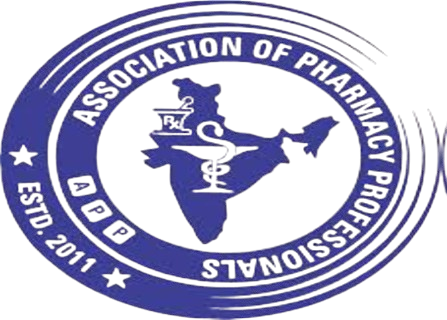 ASSOCIATION OF PHARMACY PROFESSIONALS
Rx
A P P
ESTD. 2011